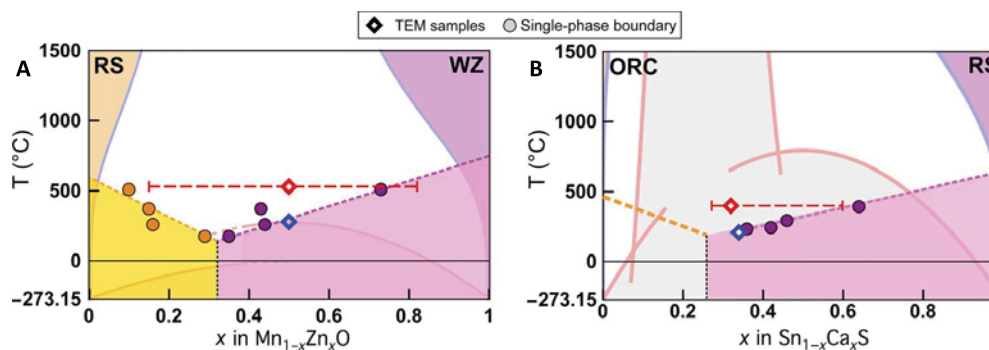 TEM samples Single-phase boundary
A RS WZ
1500
1000
500
0
−273.15
T (°C)
0 0.2 0.4 0.6 0.8 1
x in Mn1−xZnxO
B ORC RS
1500
1000
500
0
−273.15
T (°C)
0 0.2 0.4 0.6 0.8
x in Sn1−xCaxS